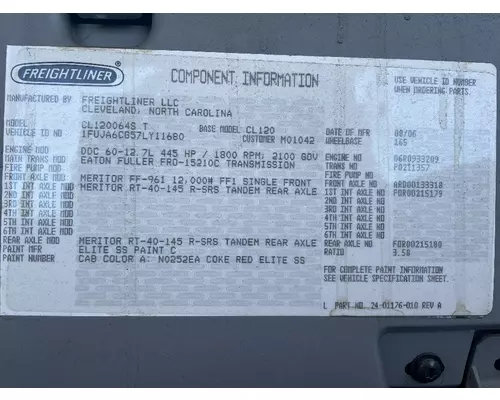 FREIGHTLINER
COMPONENT INFORMATION
USE VEHICLE ID NUMBER
WHEN ORDERING PARTS.
MANUFACTURED BY FREIGHTLINER LLC
CLEVELAND, NORTH CAROLINA
MODEL CL120064S T BASE MODEL CL120 DATE OF MFR 08/06
VEHICLE ID NO 1FUJA6CG57LY11680 CUSTOMER M01042 WHEELBASE 165
ENGINE MOD DDC 60-12.7L 445 HP / 1800 RPM; 2100 GOV ENGINE NO 06R0933209
MAIN TRANS MOD EATON FULLER FRO-15210C TRANSMISSION TRANS NO
FIRE PUMP MOD FIRE PUMP NO
FRONT AXLE MOD MERITOR FF-961 12,000# FF1 SINGLE FRONT
1ST INT AXLE MOD MERITOR RT-40-145 R-SRS TANDEM REAR AXLE
2ND INT AXLE MOD 2ND INT AXLE NO
3RD INT AXLE MOD 3RD INT AXLE NO
4TH INT AXLE MOD 4TH INT AXLE NO
5TH INT AXLE MOD 5TH INT AXLE NO
6TH INT AXLE MOD 6TH INT AXLE NO
REAR AXLE MOD MERITOR RT-40-145 R-SRS TANDEM REAR AXLE REAR AXLE NO FOR00215180
PAINT MFR ELITE SS PAINT C RATIO 3.58
PAINT NUMBER CAB COLOR A: N0252EA COKE RED ELITE SS
FOR COMPLETE PAINT INFORMATION
SEE VEHICLE SPECIFICATION SHEET.
L PART NO. 24-01176-010 REV A